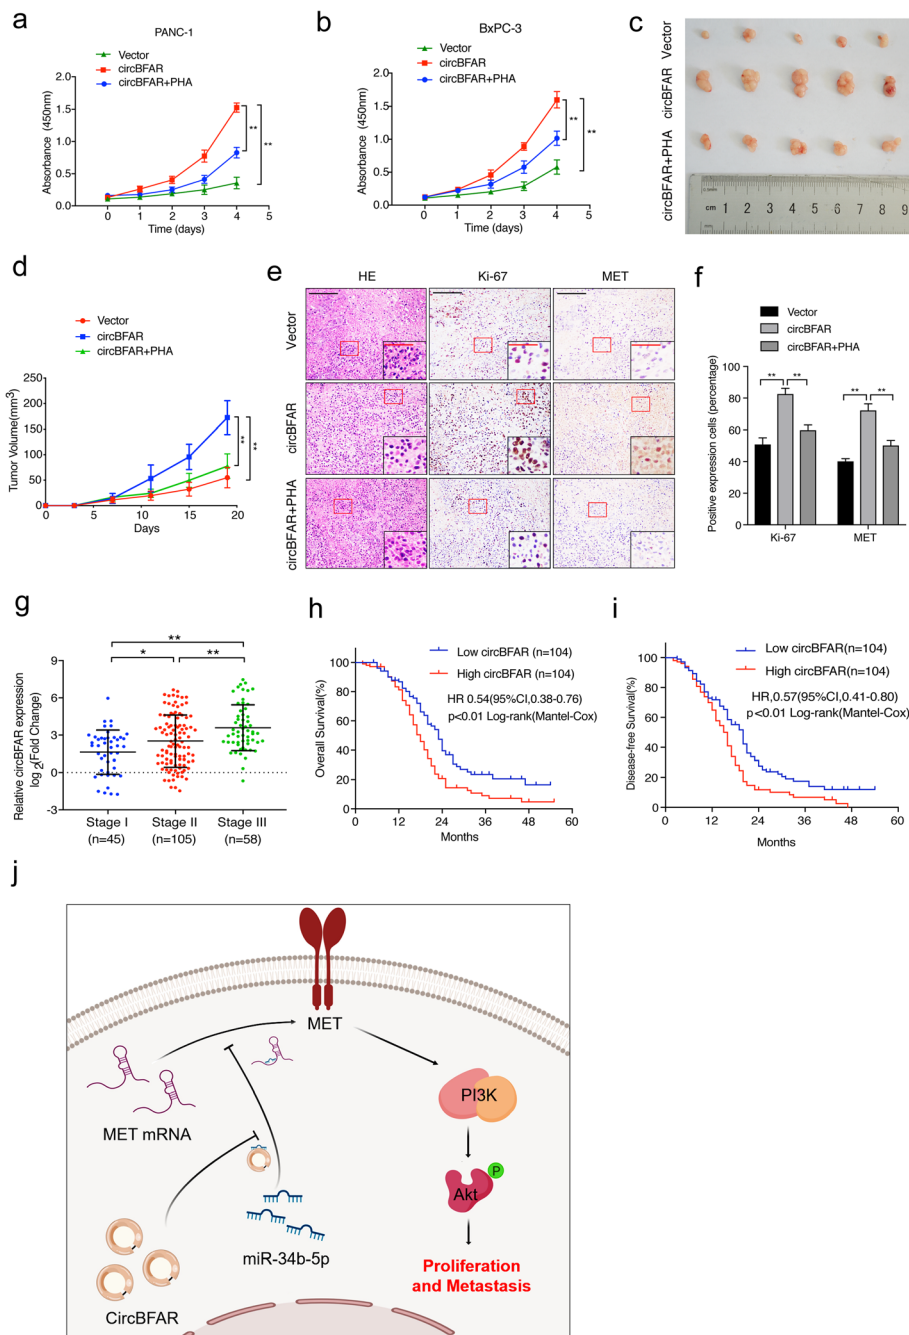 a
PANC-1
Vector
circBFAR
circBFAR+PHA
Absorbance (450nm)
2.0
1.5
1.0
0.5
0.0
**
**
0 1 2 3 4 5
Time (days)
b
BxPC-3
Vector
circBFAR
circBFAR+PHA
Absorbance (450nm)
2.0
1.5
1.0
0.5
0.0
**
**
0 1 2 3 4 5
Time (days)
c
Vector
circBFAR
circBFAR+PHA
cm 1 2 3 4 5 6 7 8 9
d
Vector
circBFAR
circBFAR+PHA
Tumor Volume(mm3)
250
200
150
100
50
0
**
**
0 5 10 15 20
Days
e
HE Ki-67 MET
Vector
circBFAR
circBFAR+PHA
f
Vector
circBFAR
circBFAR+PHA
Positive expression cells (percentage)
100
80
60
40
20
0
** **
** **
Ki-67 MET
g
Relative circBFAR expression
log2(Fold Change)
9
6
3
0
-3
**
* **
Stage I Stage II Stage III
(n=45) (n=105) (n=58)
h
Low circBFAR (n=104)
High circBFAR (n=104)
HR 0.54(95%CI,0.38-0.76)
p<0.01 Log-rank(Mantel-Cox)
Overall Survival(%)
100
80
60
40
20
0
0 12 24 36 48 60
Months
i
Low circBFAR(n=104)
High circBFAR(n=104)
HR,0.57(95%CI,0.41-0.80)
p<0.01 Log-rank(Mantel-Cox)
Disease-free Survival(%)
100
80
60
40
20
0
0 12 24 36 48 60
Months
j
MET
MET mRNA
PI3K
P
Akt
miR-34b-5p
CircBFAR
Proliferation
and Metastasis